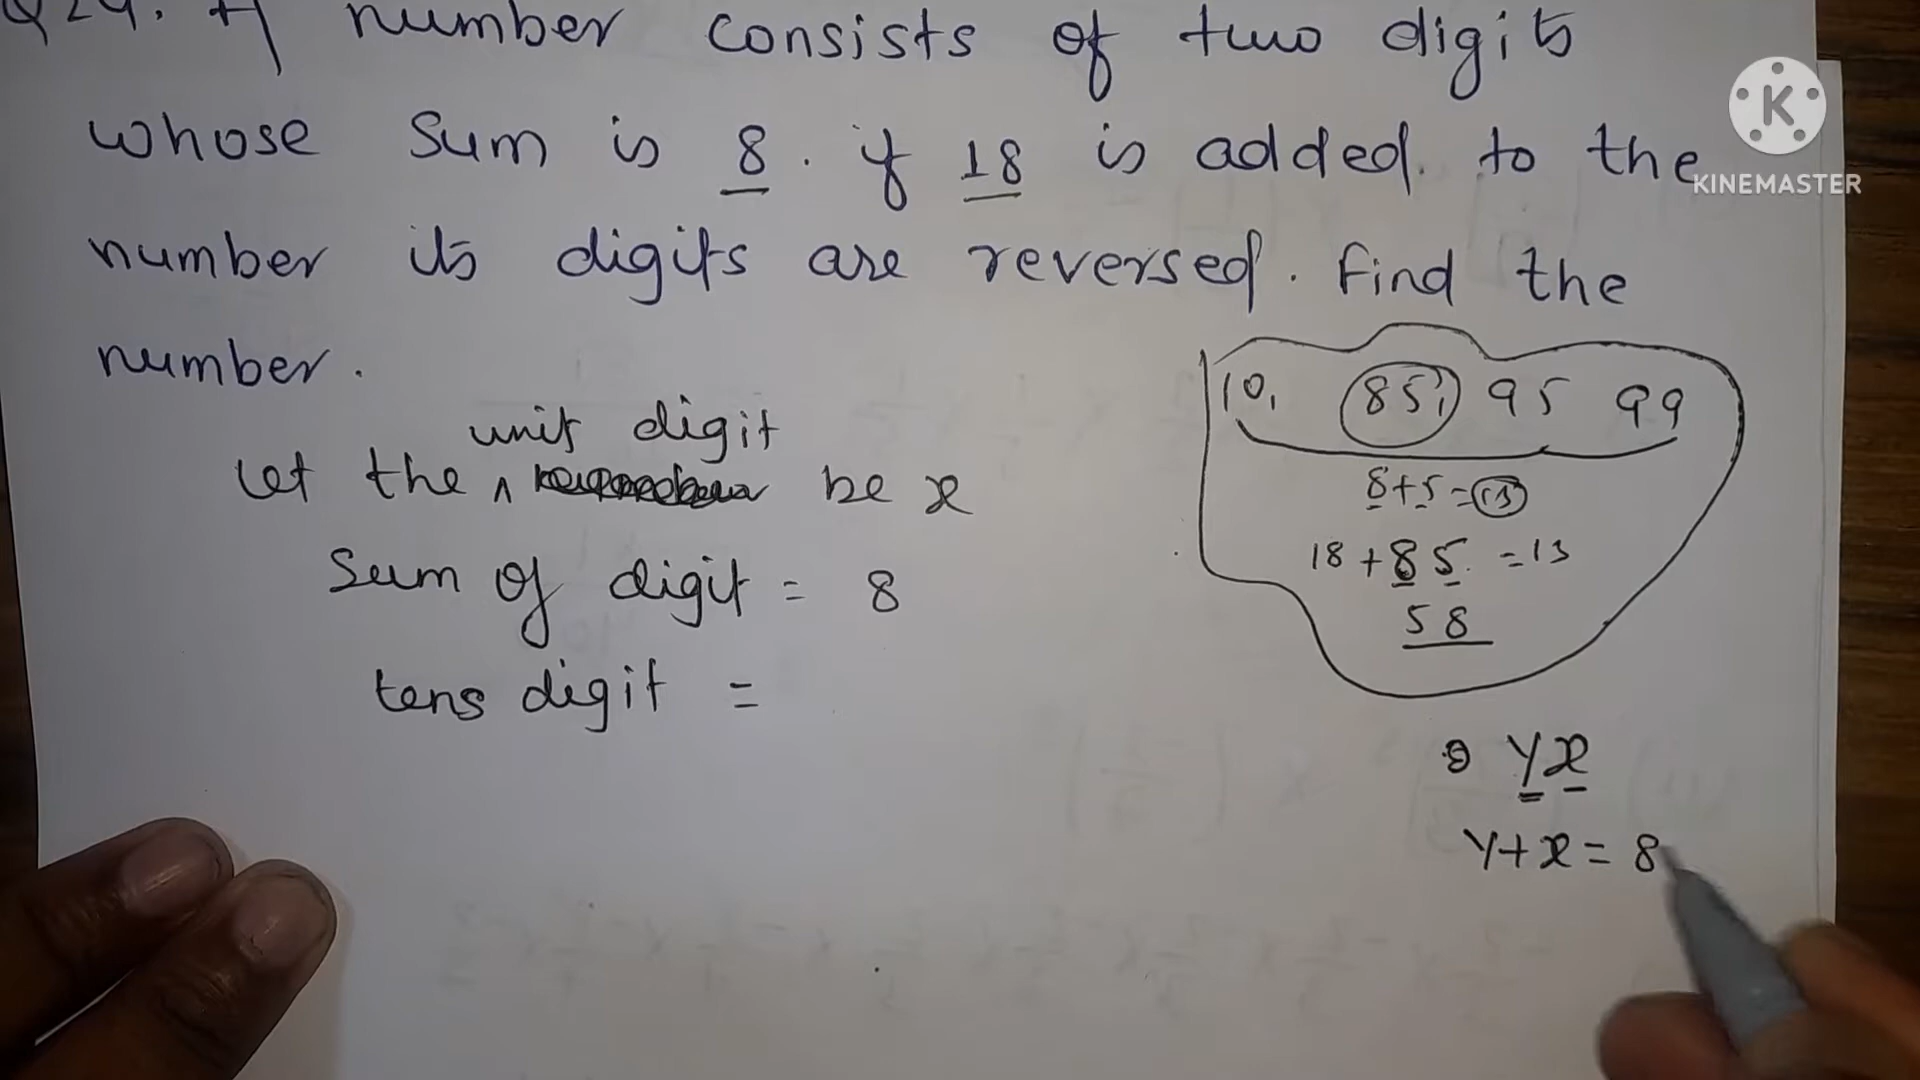 Q24. A number consists of two digits
whose sum is 8. if 18 is added to the
number its digits are reversed. Find the
number.
unit digit
Let the ∧ be x
Sum of digit = 8
tens digit =
10, 85, 95 99
8+5=13
18+85.=13
58
yx
y+x=8
K
KINEMASTER